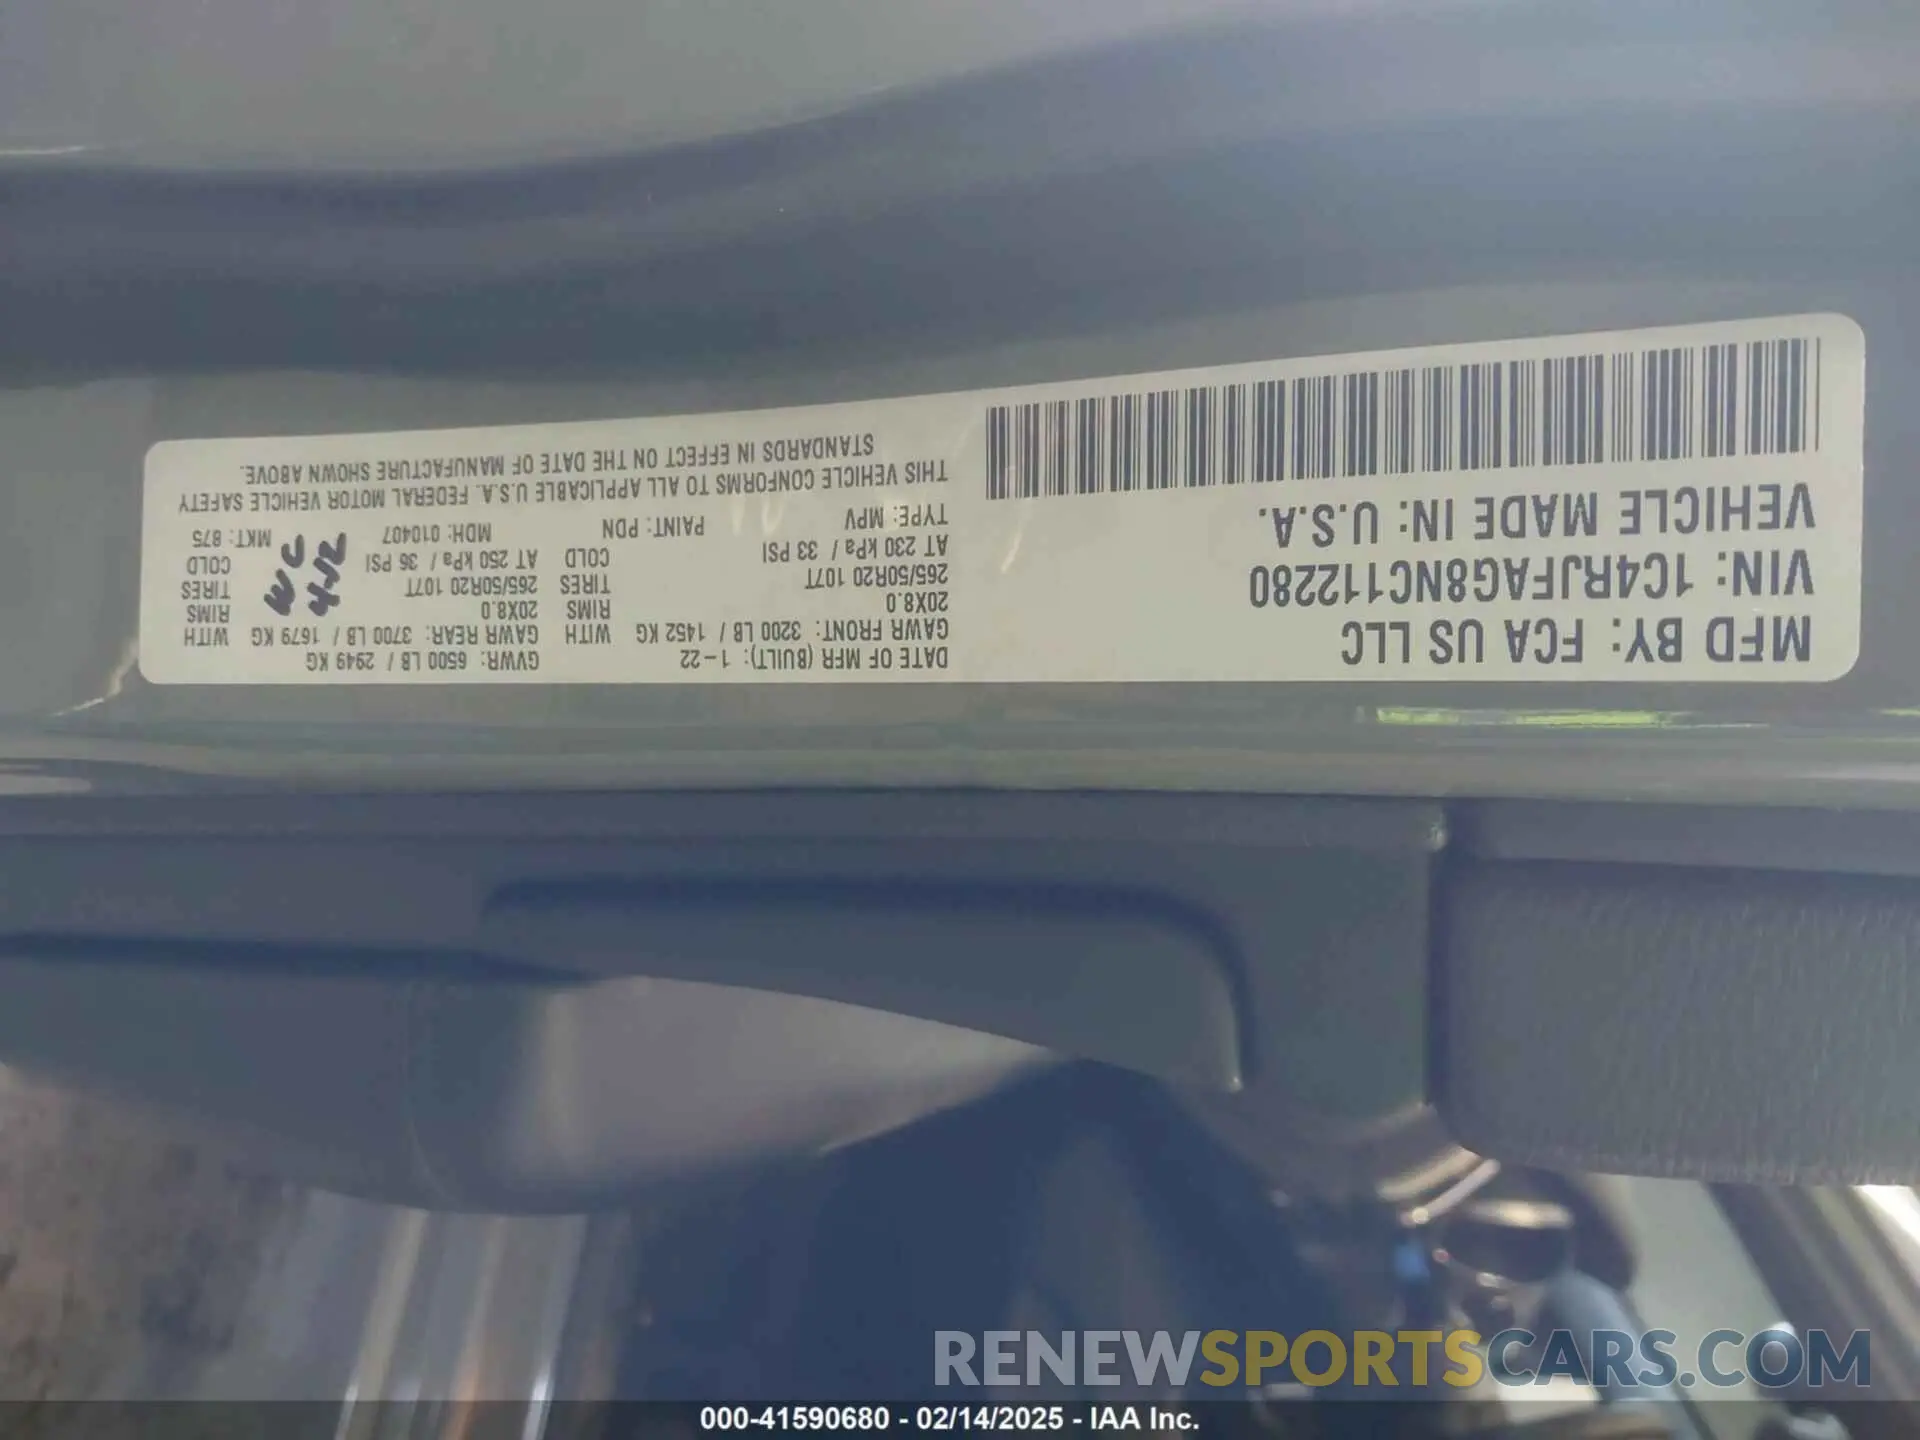 MFD BY: FCA US LLC
VIN: 1C4RJFAG8NC112280
VEHICLE MADE IN: U.S.A.
DATE OF MFR (BUILT): 1-22 GVWR: 6500 LB / 2949 KG
GAWR FRONT: 3200 LB / 1452 KG WITH GAWR REAR: 3700 LB / 1679 KG WITH
20X8.0 RIMS 20X8.0 RIMS
265/50R20 107T TIRES 265/50R20 107T TIRES
AT 230 kPa / 33 PSI COLD AT 250 kPa / 36 PSI COLD
TYPE: MPV PAINT: PDN MDH: 010407 MKT: 875
THIS VEHICLE CONFORMS TO ALL APPLICABLE U.S.A. FEDERAL MOTOR VEHICLE SAFETY
STANDARDS IN EFFECT ON THE DATE OF MANUFACTURE SHOWN ABOVE.
RENEWSPORTSCARS.COM
000-41590680 - 02/14/2025 - IAA Inc.